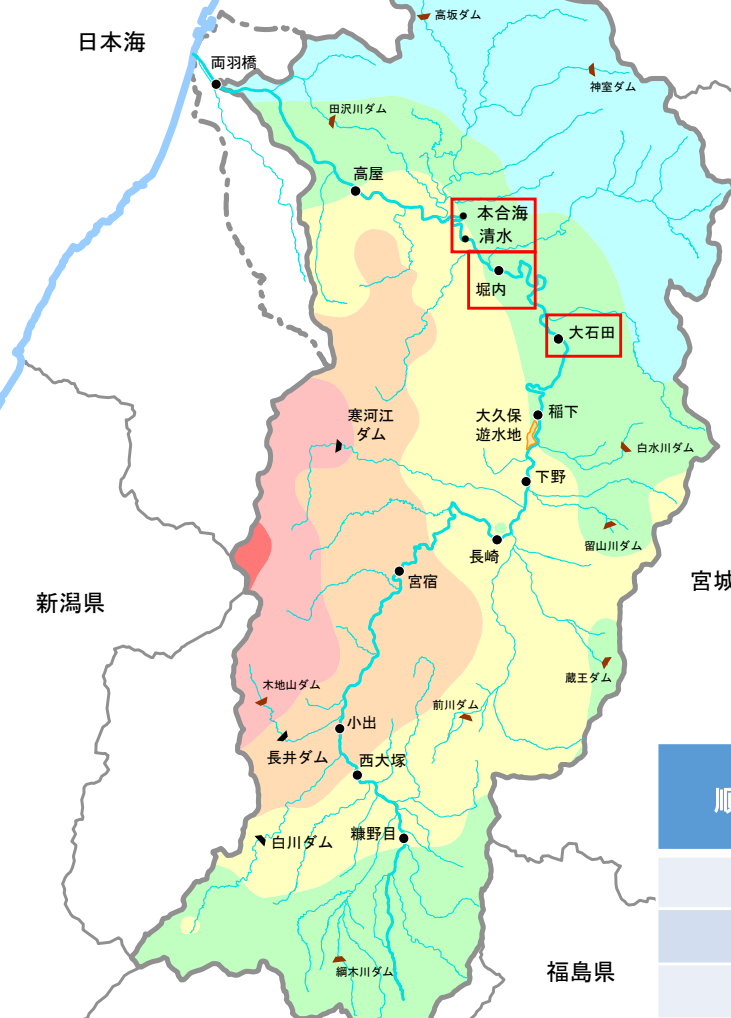 高坂ダム
日本海
両羽橋
神室ダム
田沢川ダム
高屋
本合海
清水
堀内
大石田
寒河江
ダム
大久保
遊水地
稲下
白水川ダム
下野
留山川ダム
長崎
宮宿
宮城
新潟県
蔵王ダム
木地山ダム
前川ダム
小出
長井ダム
西大塚
順
糠野目
白川ダム
綱木川ダム
福島県